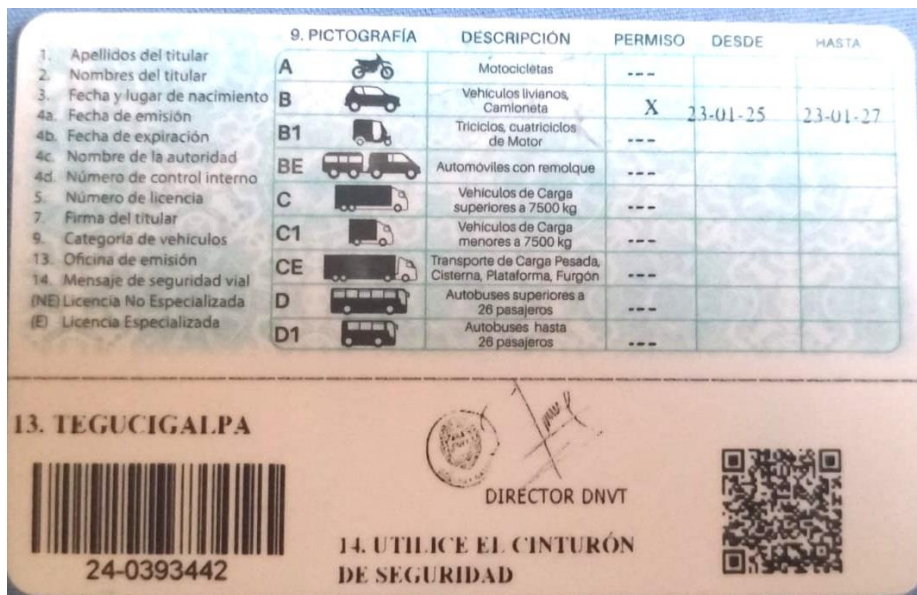 1. Apellidos del titular
2. Nombres del titular
3. Fecha y lugar de nacimiento
4a. Fecha de emisión
4b. Fecha de expiración
4c. Nombre de la autoridad
4d. Número de control interno
5. Número de licencia
7. Firma del titular
9. Categoria de vehículos
13. Oficina de emisión
14. Mensaje de seguridad vial
(NE) Licencia No Especializada
(E) Licencia Especializada
9. PICTOGRAFÍA DESCRIPCIÓN PERMISO DESDE HASTA
A Motocicletas ---
B Vehículos livianos,
Camioneta X 23-01-25 23-01-27
B1 Triciclos, cuatriciclos
de Motor ---
BE Automóviles con remolque ---
C Vehículos de Carga
superiores a 7500 kg ---
C1 Vehículos de Carga
menores a 7500 kg ---
CE Transporte de Carga Pesada,
Cisterna, Plataforma, Furgón ---
D Autobuses superiores a
26 pasajeros ---
D1 Autobuses hasta
26 pasajeros ---
13. TEGUCIGALPA
24-0393442
DIRECTOR DNVT
14. UTILICE EL CINTURÓN
DE SEGURIDAD